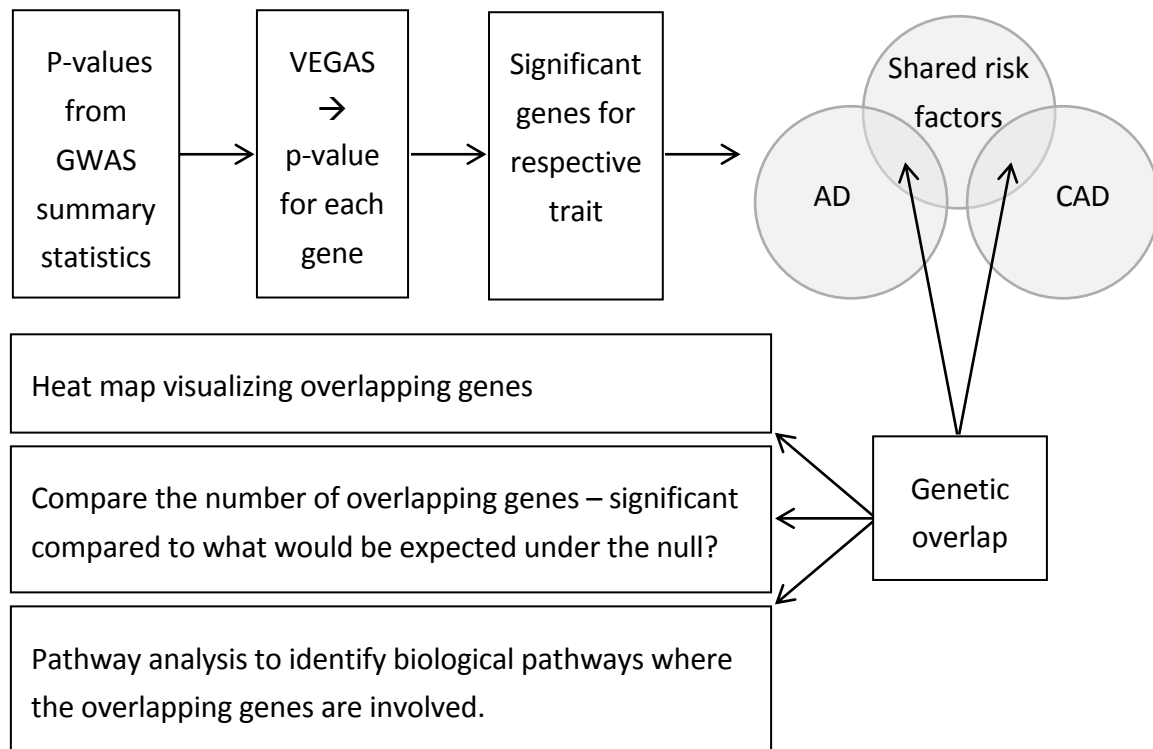 P-values
from
GWAS
summary
statistics
VEGAS
→
p-value
for each
gene
Significant
genes for
respective
trait
Shared risk
factors
AD
CAD
Heat map visualizing overlapping genes
Compare the number of overlapping genes – significant
compared to what would be expected under the null?
Pathway analysis to identify biological pathways where
the overlapping genes are involved.
Genetic
overlap